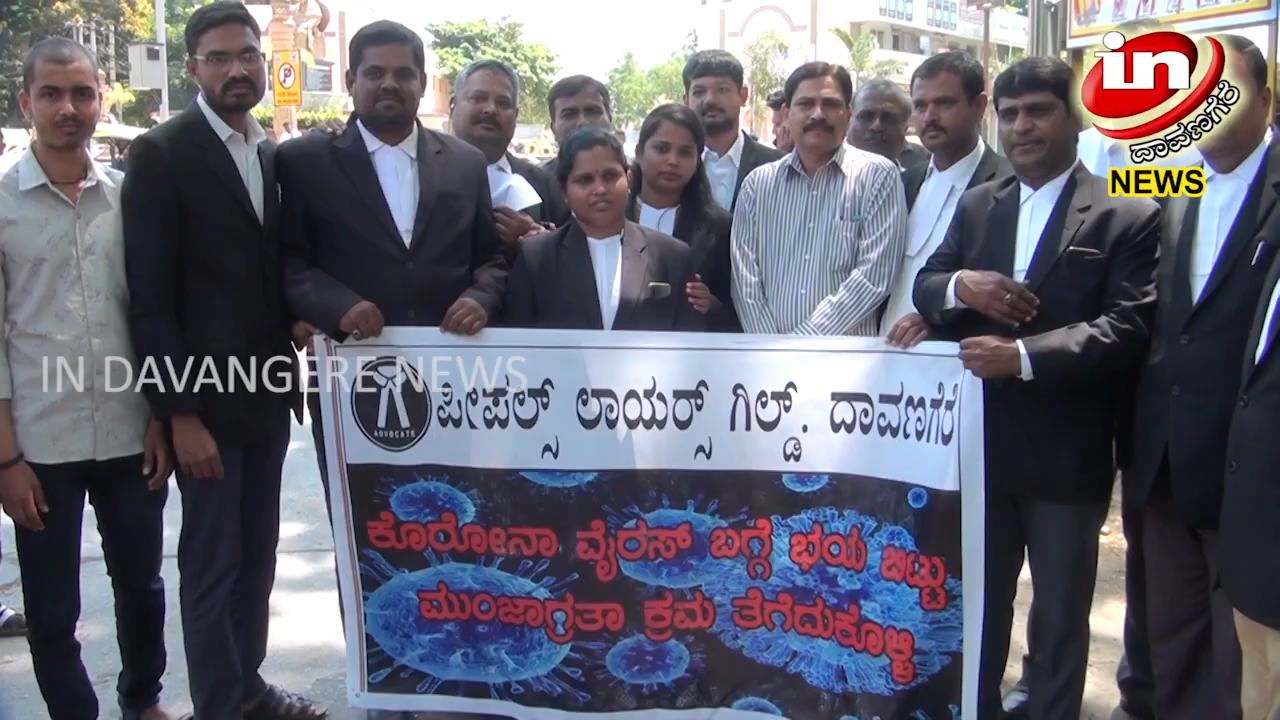 in
ದಾವಣಗೆರೆ
NEWS
IN DAVANGERE NEWS
ADVOCATE
ಪೀಪಲ್ಸ್ ಲಾಯರ್ಸ್ ಗಿಲ್ಡ್. ದಾವಣಗೆರೆ
ಕೊರೋನಾ ವೈರಸ್ ಬಗ್ಗೆ ಭಯ ಬಿಟ್ಟು
ಮುಂಜಾಗ್ರತಾ ಕ್ರಮ ತೆಗೆದುಕೊಳ್ಳಿ